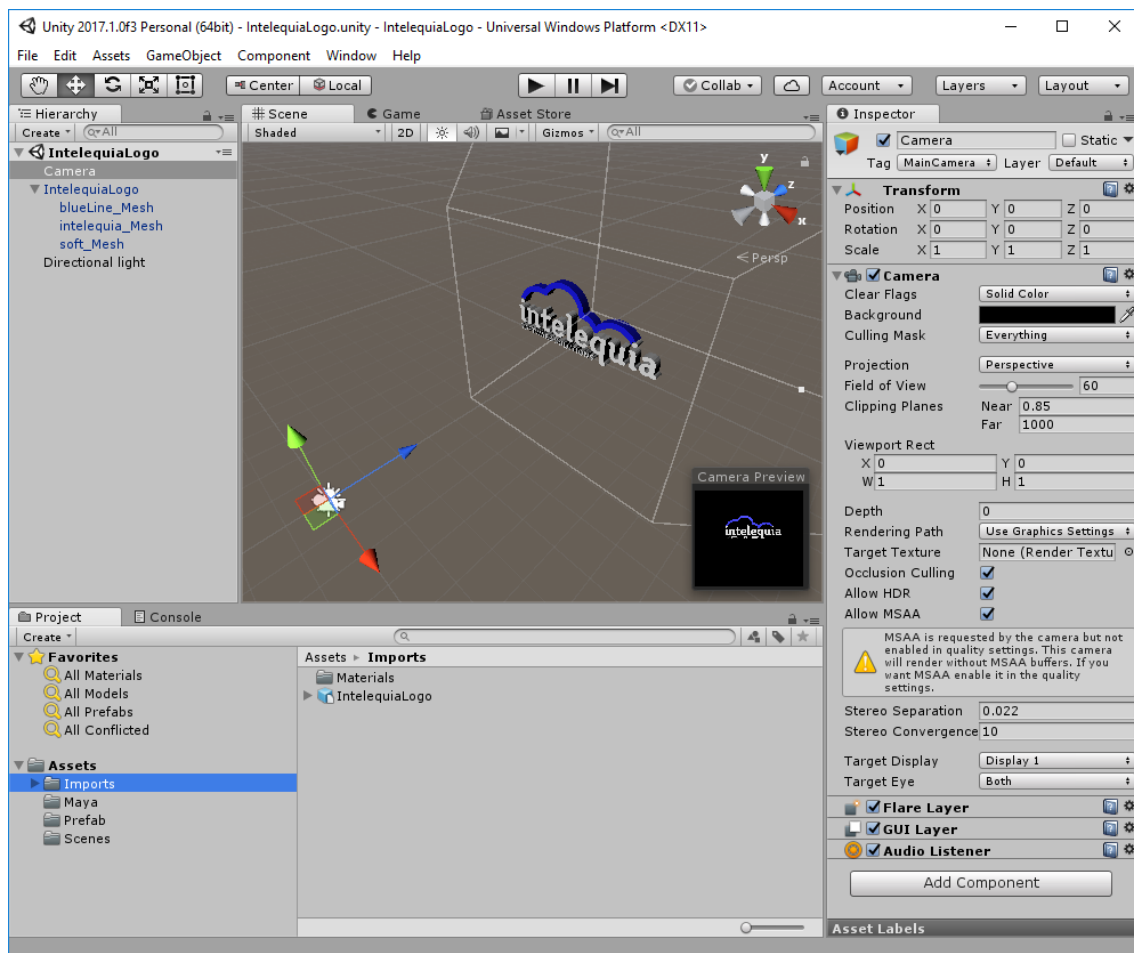 Unity 2017.1.0f3 Personal (64bit) - IntelequiaLogo.unity - IntelequiaLogo - Universal Windows Platform <DX11>
File Edit Assets GameObject Component Window Help
Center Local Collab Account Layers Layout
Hierarchy
Create All
IntelequiaLogo
Camera
IntelequiaLogo
blueLine_Mesh
intelequia_Mesh
soft_Mesh
Directional light
Scene Game Asset Store
Shaded 2D Gizmos All
y
z
x
Persp
intelequia
Camera Preview
intelequia
Inspector
Camera Static
Tag MainCamera Layer Default
Transform
Position X 0 Y 0 Z 0
Rotation X 0 Y 0 Z 0
Scale X 1 Y 1 Z 1
Camera
Clear Flags Solid Color
Background
Culling Mask Everything
Projection Perspective
Field of View 60
Clipping Planes Near 0.85
Far 1000
Viewport Rect
X 0 Y 0
W 1 H 1
Depth 0
Rendering Path Use Graphics Settings
Target Texture None (Render Textu
Occlusion Culling
Allow HDR
Allow MSAA
MSAA is requested by the camera but not
enabled in quality settings. This camera
will render without MSAA buffers. If you
want MSAA enable it in the quality
settings.
Stereo Separation 0.022
Stereo Convergence 10
Target Display Display 1
Target Eye Both
Flare Layer
GUI Layer
Audio Listener
Add Component
Asset Labels
Project Console
Create
Favorites
All Materials
All Models
All Prefabs
All Conflicted
Assets
Imports
Maya
Prefab
Scenes
Assets Imports
Materials
IntelequiaLogo